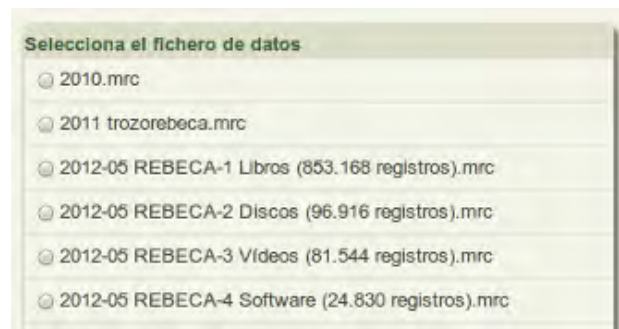 Selecciona el fichero de datos
2010.mrc
2011 trozorebeca.mrc
2012-05 REBECA-1 Libros (853.168 registros).mrc
2012-05 REBECA-2 Discos (96.916 registros).mrc
2012-05 REBECA-3 Vídeos (81.544 registros).mrc
2012-05 REBECA-4 Software (24.830 registros).mrc